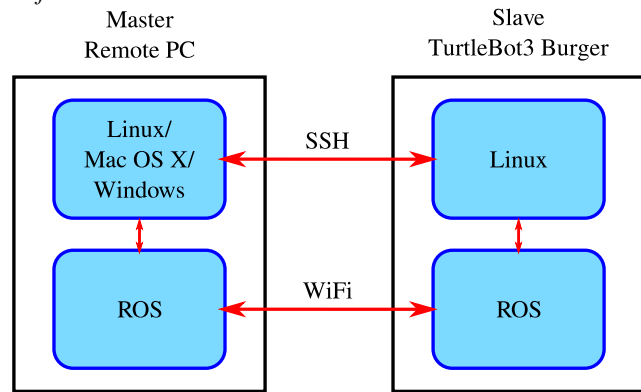 Master
Remote PC
Slave
TurtleBot3 Burger
Linux/
Mac OS X/
Windows
SSH
Linux
ROS
WiFi
ROS